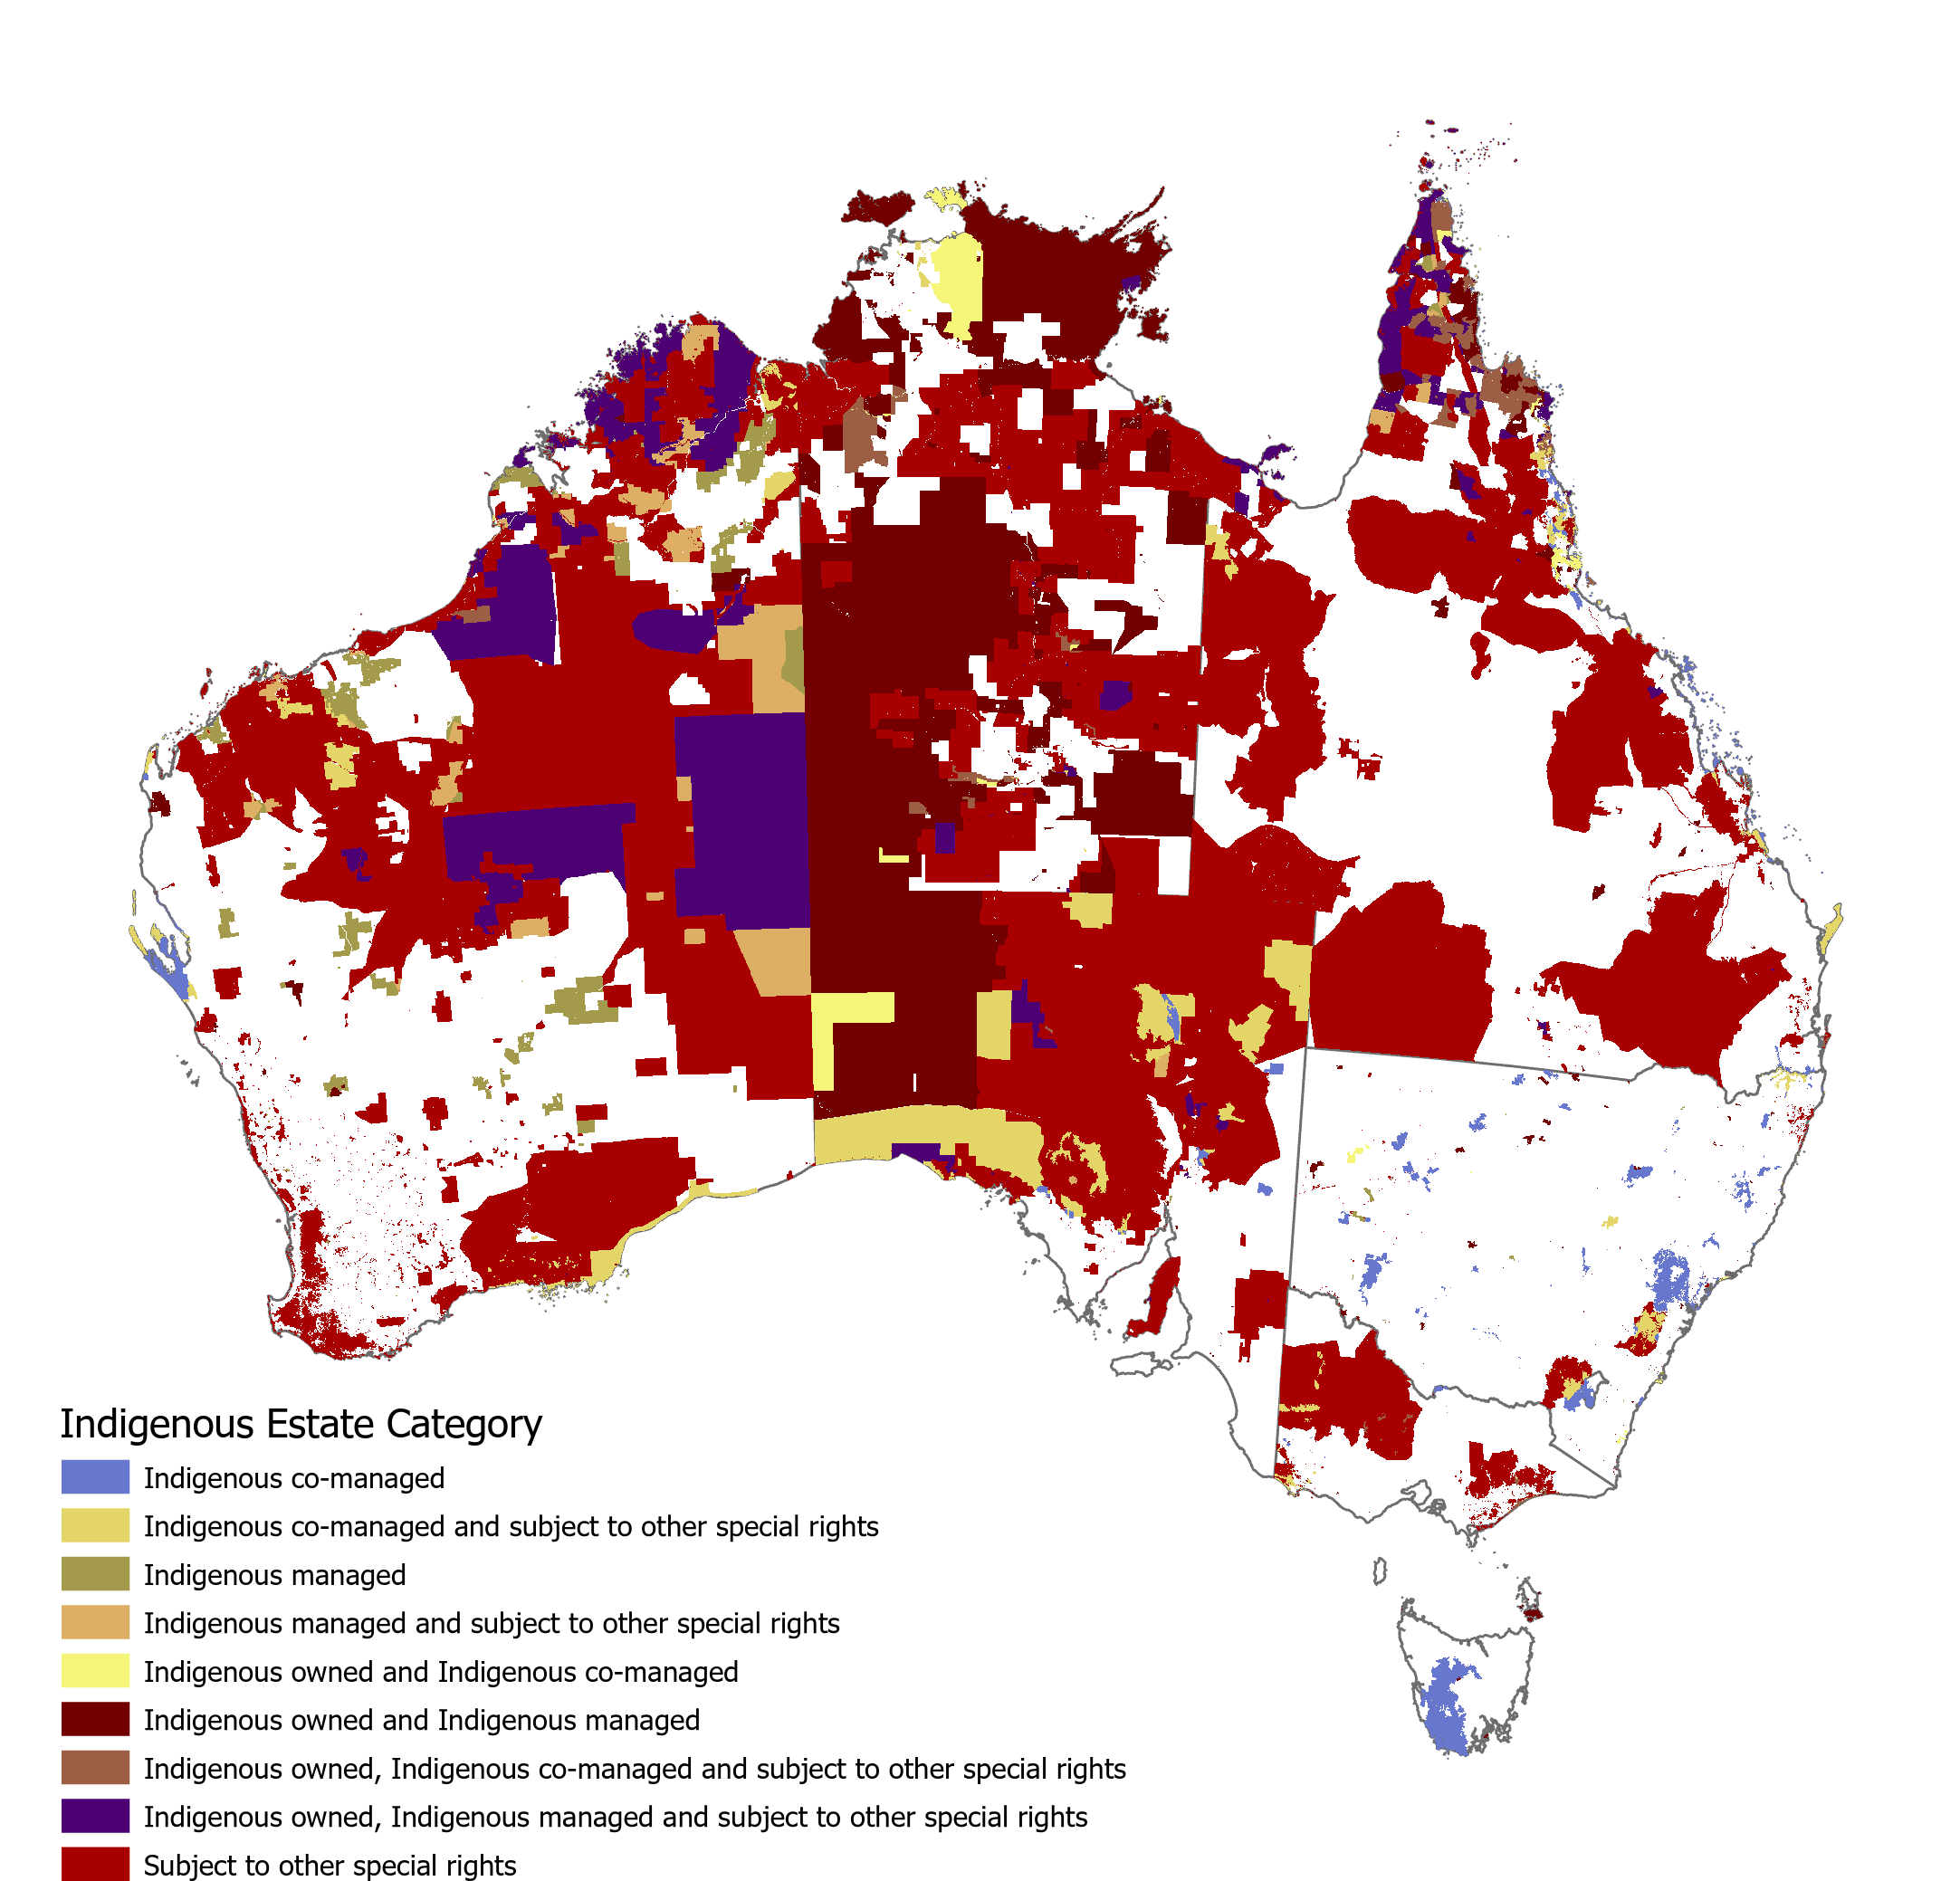 Indigenous Estate Category
Indigenous co-managed
Indigenous co-managed and subject to other special rights
Indigenous managed
Indigenous managed and subject to other special rights
Indigenous owned and Indigenous co-managed
Indigenous owned and Indigenous managed
Indigenous owned, Indigenous co-managed and subject to other special rights
Indigenous owned, Indigenous managed and subject to other special rights
Subject to other special rights